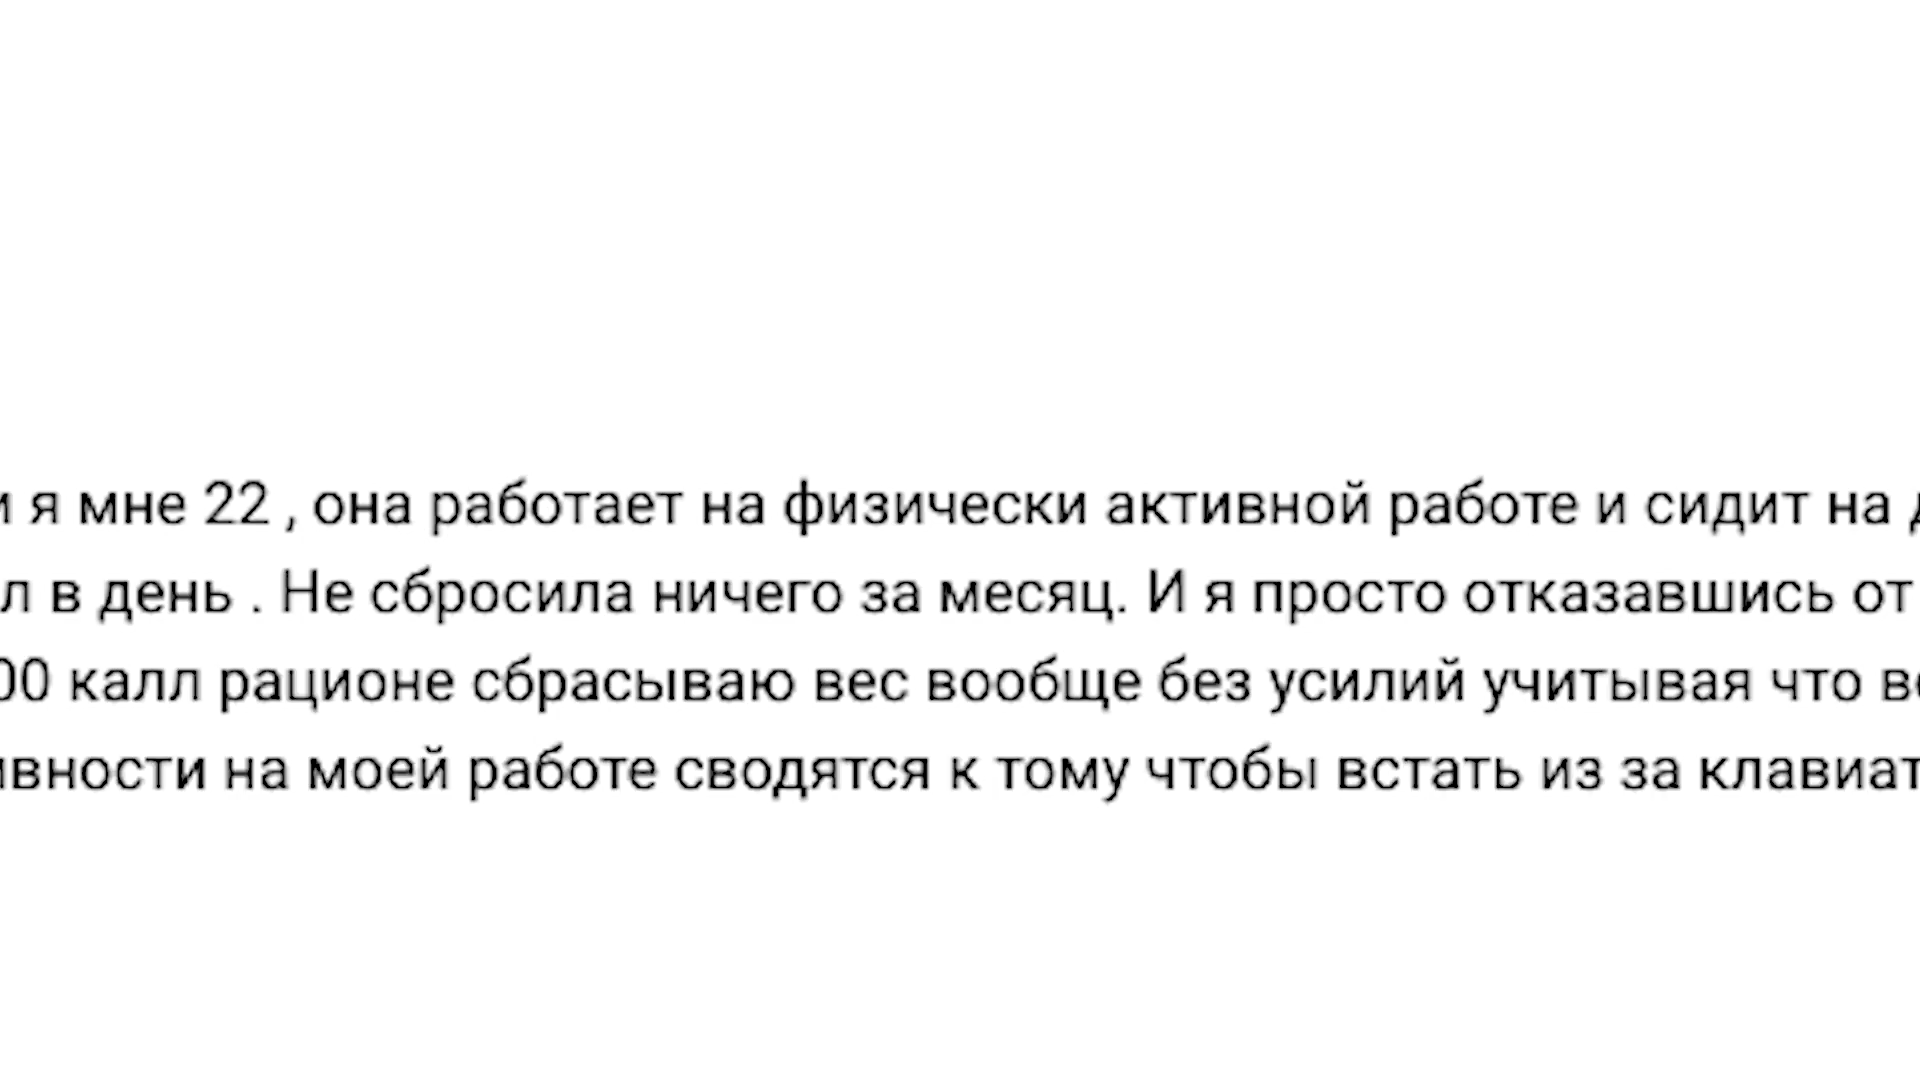 и я мне 22 , она работает на физически активной работе и сидит на
л в день . Не сбросила ничего за месяц. И я просто отказавшись от
00 калл рационе сбрасываю вес вообще без усилий учитывая что
ивности на моей работе сводятся к тому чтобы встать из за клавиат